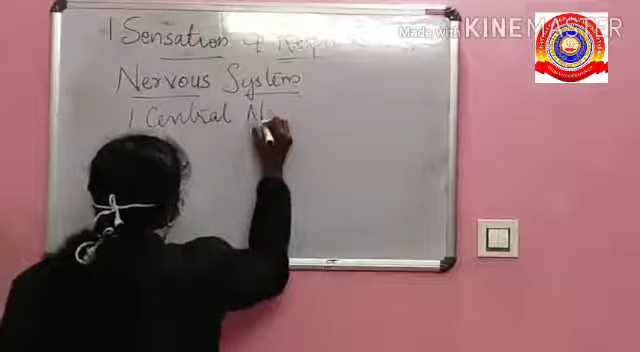 Made with KINEMASTER
1 Sensation &
Nervous System
1 Central N